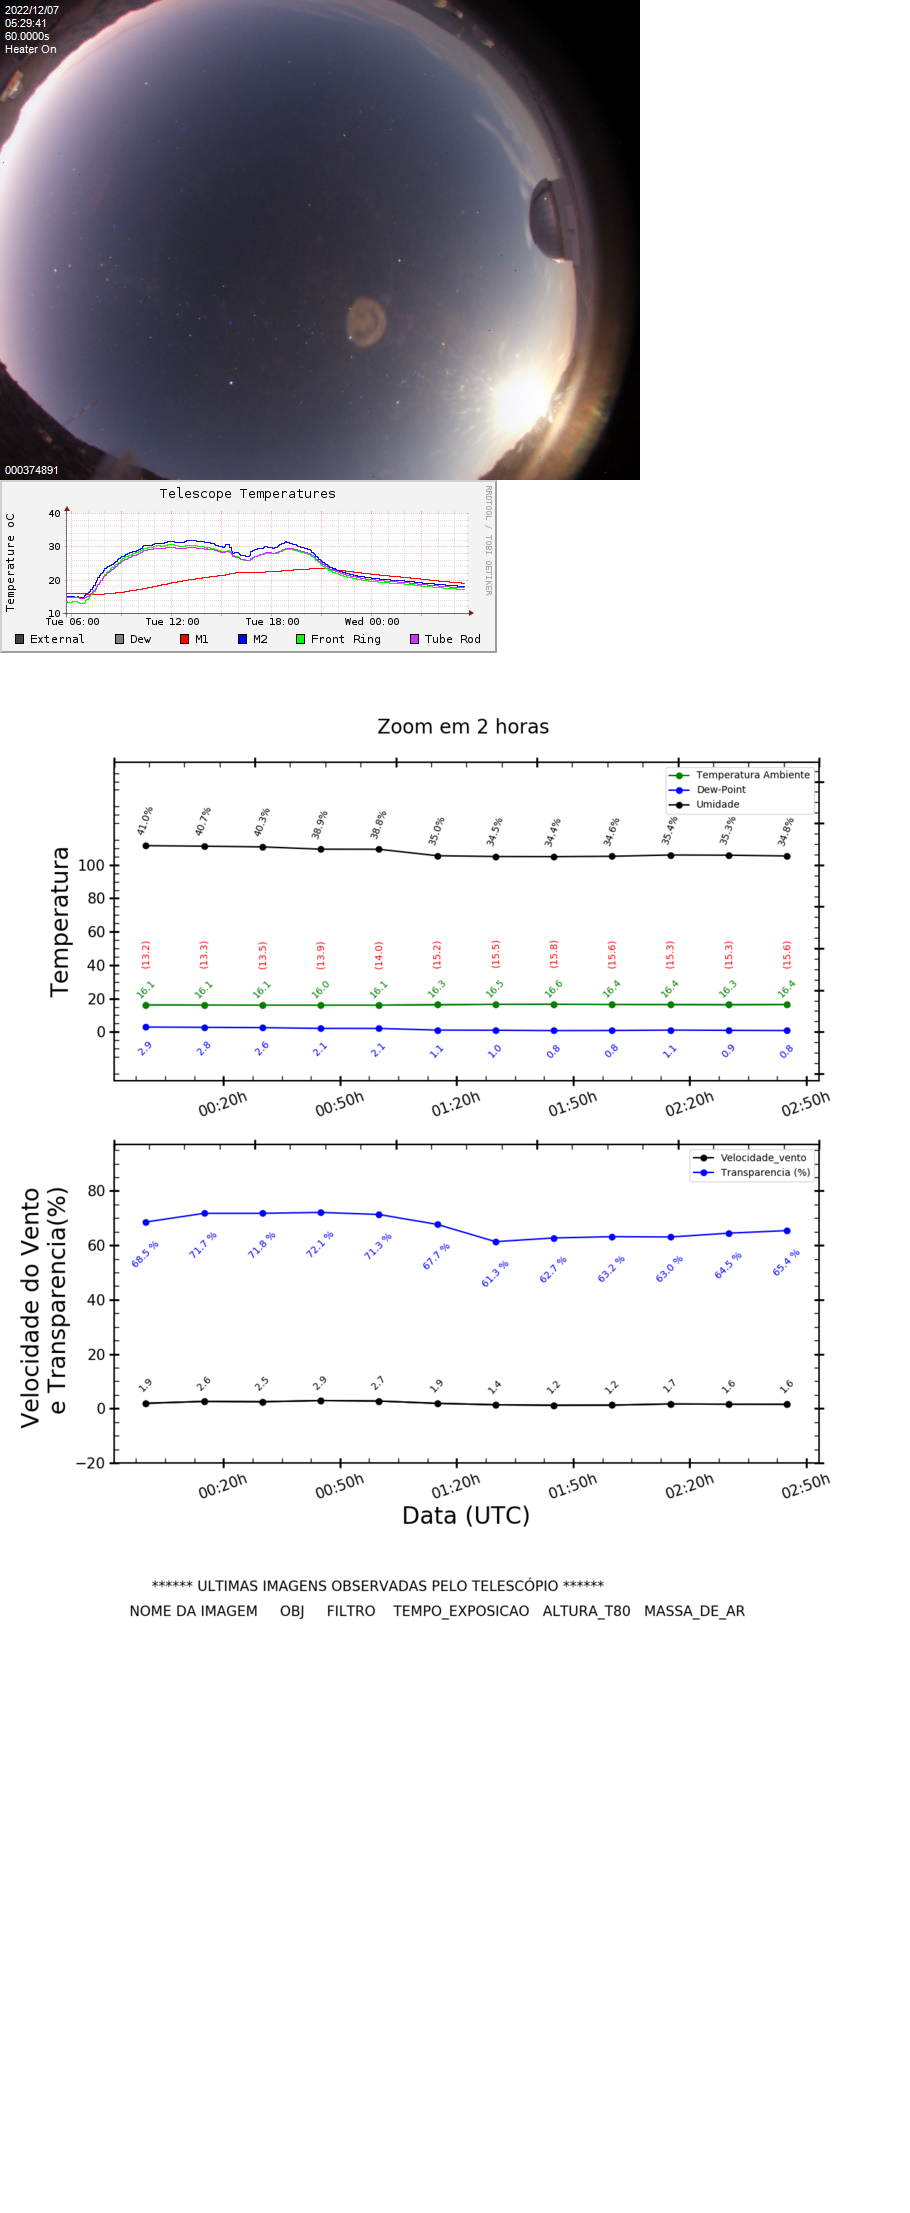 2022/12/07
05:29:41
60.0000s
Heater On
000374891
Telescope Temperatures
RRDTOOL / TOBI OETIKER
Temperature oC
40
30
20
10
Tue 06:00 Tue 12:00 Tue 18:00 Wed 00:00
External Dew M1 M2 Front Ring Tube Rod
Zoom em 2 horas
Temperatura Ambiente
Dew-Point
Umidade
41.0% 40.7% 40.3% 38.9% 38.8% 35.0% 34.5% 34.4% 34.6% 35.4% 35.3% 34.8%
Temperatura
100
80
60
40
20
0
(13.2) (13.3) (13.5) (13.9) (14.0) (15.2) (15.5) (15.8) (15.6) (15.3) (15.3) (15.6)
16.1 16.1 16.1 16.0 16.1 16.3 16.5 16.6 16.4 16.4 16.3 16.4
2.9 2.8 2.6 2.1 2.1 1.1 1.0 0.8 0.8 1.1 0.9 0.8
00:20h 00:50h 01:20h 01:50h 02:20h 02:50h
Velocidade_vento
Transparencia (%)
Velocidade do Vento
e Transparencia(%)
80
60
40
20
0
−20
68.5 % 71.7 % 71.8 % 72.1 % 71.3 % 67.7 % 61.3 % 62.7 % 63.2 % 63.0 % 64.5 % 65.4 %
1.9 2.6 2.5 2.9 2.7 1.9 1.4 1.2 1.2 1.7 1.6 1.6
00:20h 00:50h 01:20h 01:50h 02:20h 02:50h
Data (UTC)
****** ULTIMAS IMAGENS OBSERVADAS PELO TELESCÓPIO ******
NOME DA IMAGEM OBJ FILTRO TEMPO_EXPOSICAO ALTURA_T80 MASSA_DE_AR